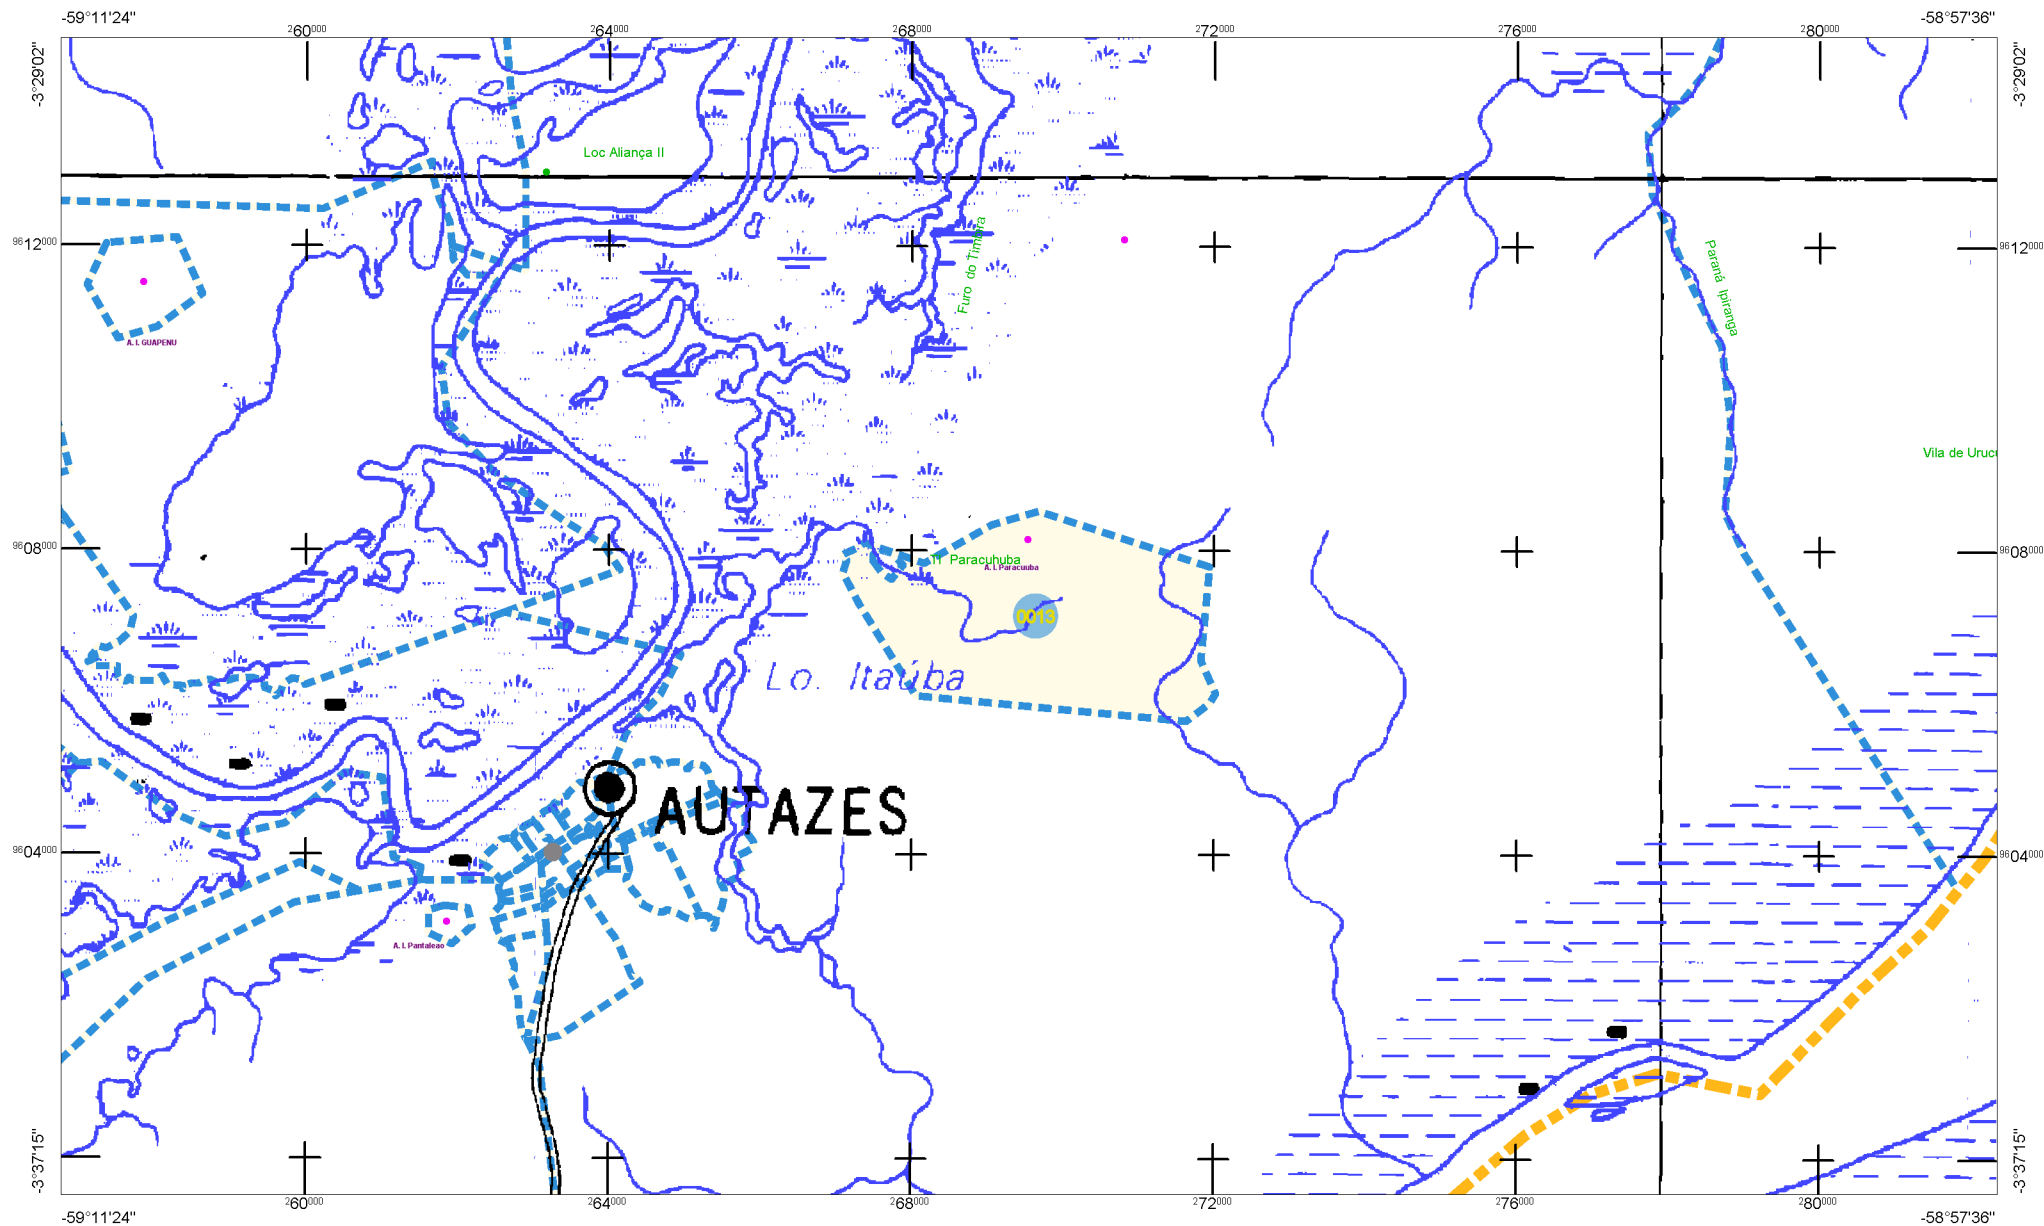 -59°11'24"
-58°57'36"
260000
264000
268000
272000
276000
280000
-3°29'02"
-3°29'02"
Loc Aliança II
9612000
9612000
Furo do Timbira
Paraná Ipiranga
A. I. GUAPENU
Vila de Urucu
9608000
9608000
TI Paracuhuba
A. I. Paracuuba
0013
Lo. Itaúba
AUTAZES
9604000
9604000
A. I. Pantaleao
-3°37'15"
-3°37'15"
260000
264000
268000
272000
276000
280000
-59°11'24"
-58°57'36"